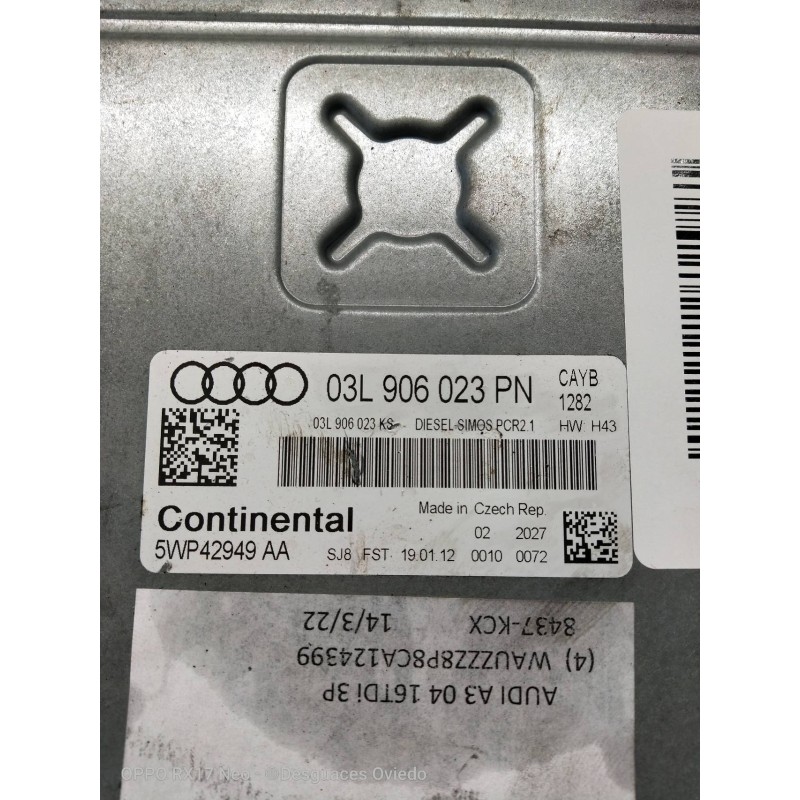 03L 906 023 PN
CAYB
1282
03L 906 023 KS
DIESEL-SIMOS PCR2.1
HW H43
Made in Czech Rep.
Continental
02 2027
5WP42949 AA
SJ8 FST 19.01.12 0010 0072
AUDI A3 04 16TDi 3P
(4) WAUZZZ8P8CA124399
8437-KCX 14/3/22
©Desguaces Oviedo